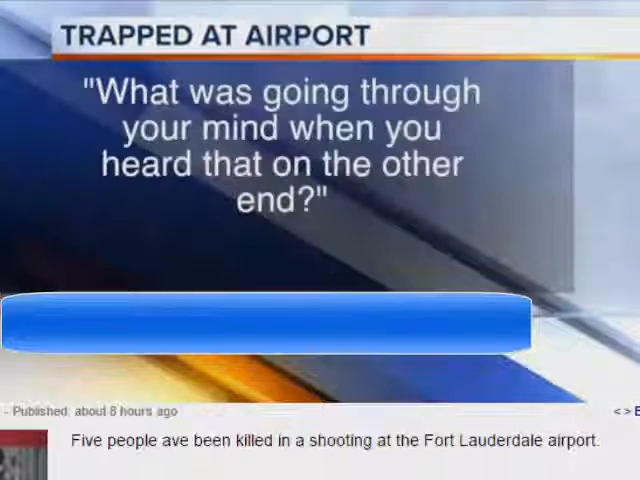 TRAPPED AT AIRPORT
"What was going through
your mind when you
heard that on the other
end?"
- Published: about 8 hours ago
< > E
Five people ave been killed in a shooting at the Fort Lauderdale airport.